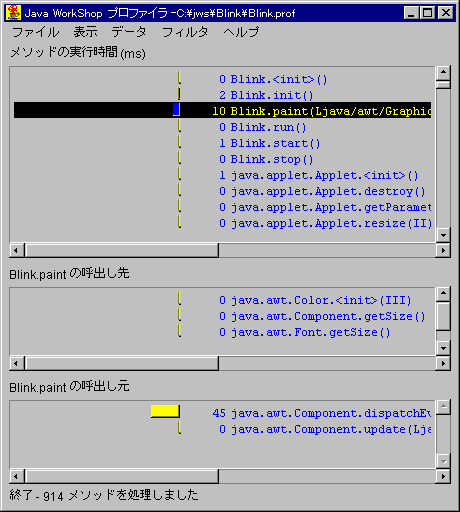 Java WorkShop プロファイラ -C:¥jws¥Blink¥Blink.prof
ファイル 表示 データ フィルタ ヘルプ
メソッドの実行時間 (ms)
0 Blink.<init>()
2 Blink.init()
10 Blink.paint(Ljava/awt/Graphic
0 Blink.run()
1 Blink.start()
0 Blink.stop()
1 java.applet.Applet.<init>()
0 java.applet.Applet.destroy()
0 java.applet.Applet.getParamet
0 java.applet.Applet.resize(II)
Blink.paint の呼出し先
0 java.awt.Color.<init>(III)
0 java.awt.Component.getSize()
0 java.awt.Font.getSize()
Blink.paint の呼出し元
45 java.awt.Component.dispatchEv
0 java.awt.Component.update(Lja
終了 - 914 メソッドを処理しました